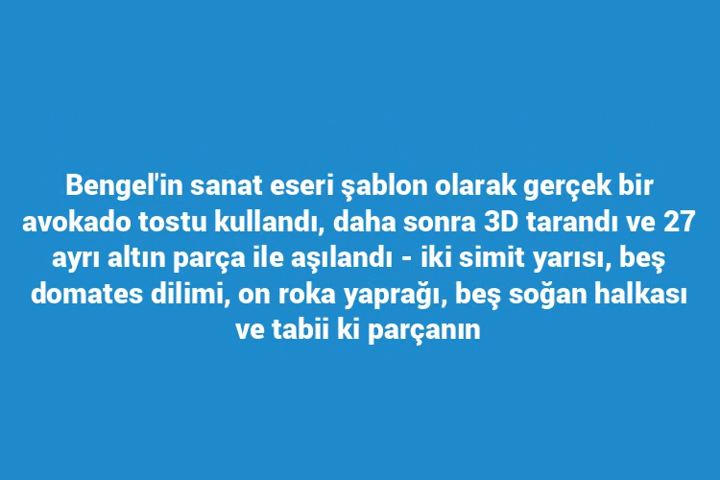 Bengel'in sanat eseri şablon olarak gerçek bir
avokado tostu kullandı, daha sonra 3D tarandı ve 27
ayrı altın parça ile aşılandı - iki simit yarısı, beş
domates dilimi, on roka yaprağı, beş soğan halkası
ve tabii ki parçanın